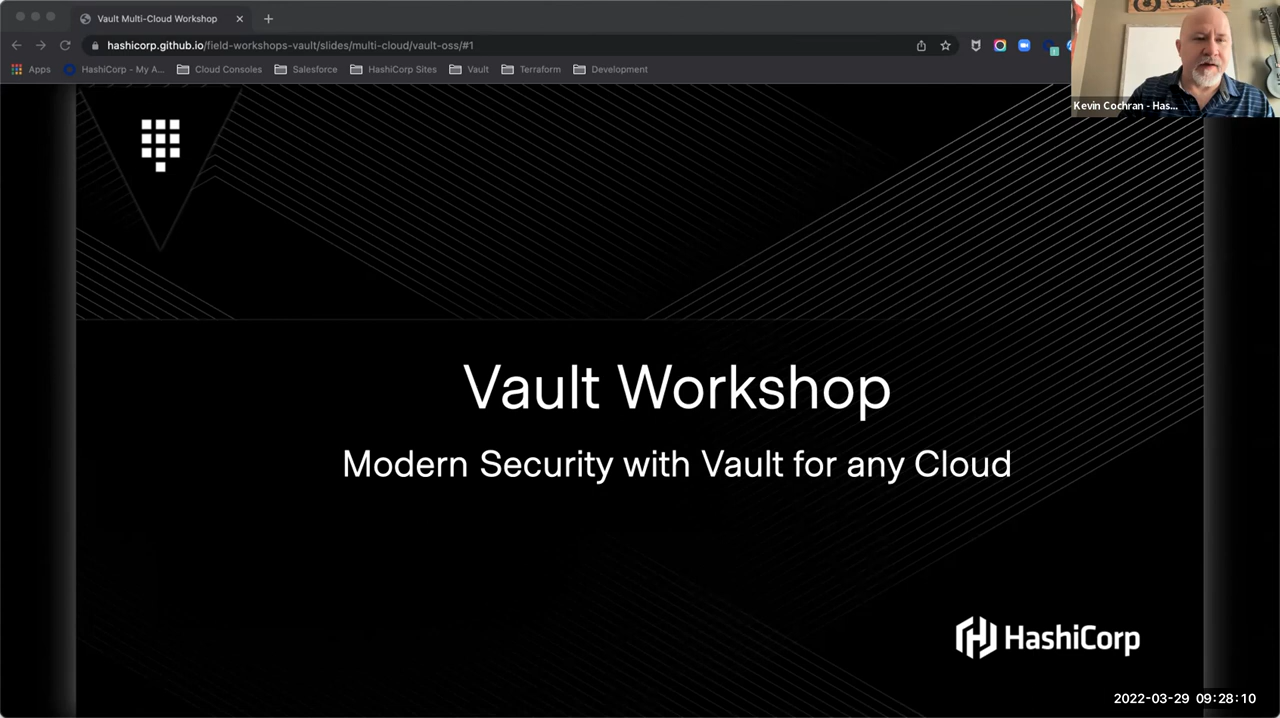 Vault Multi-Cloud Workshop
hashicorp.github.io/field-workshops-vault/slides/multi-cloud/vault-oss/#1
Apps
HashiCorp - My A...
Cloud Consoles
Salesforce
HashiCorp Sites
Vault
Terraform
Development
Kevin Cochran - Has...
Vault Workshop
Modern Security with Vault for any Cloud
HashiCorp
2022-03-29 09:28:10